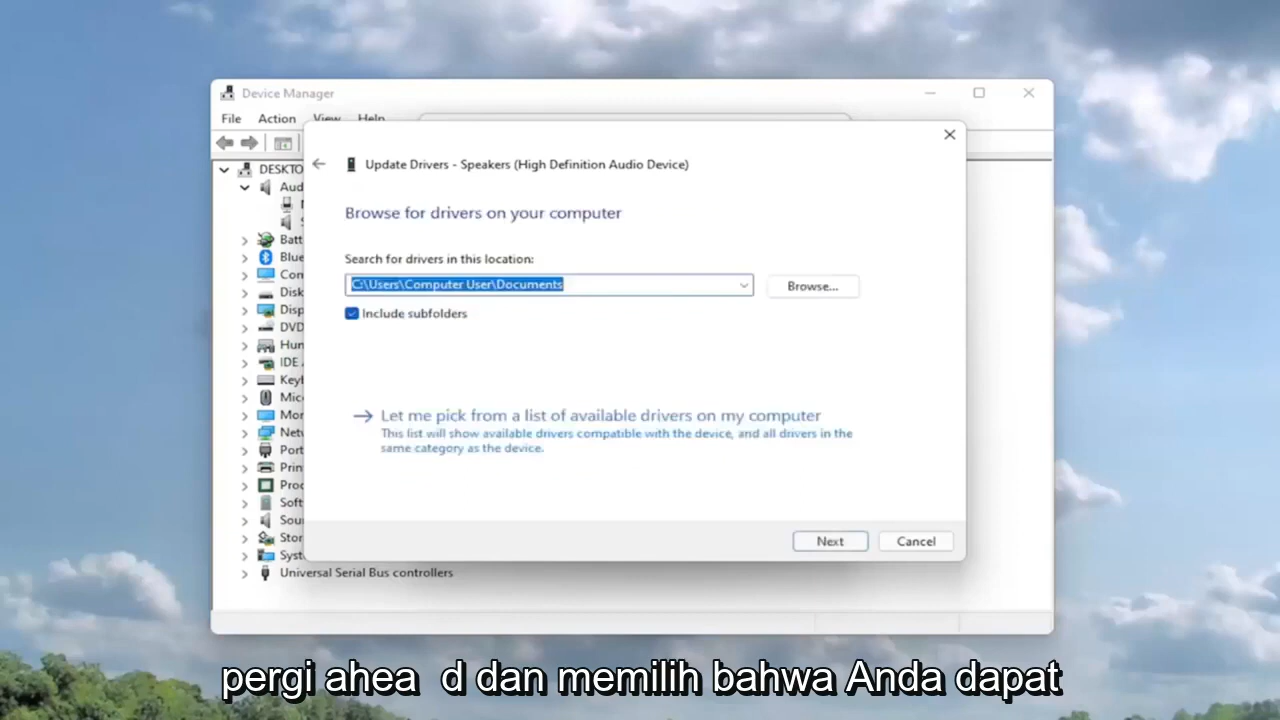 Device Manager
File Action View Help
Update Drivers - Speakers (High Definition Audio Device)
Browse for drivers on your computer
Search for drivers in this location:
C:\Users\Computer User\Documents
Browse...
Include subfolders
Let me pick from a list of available drivers on my computer
This list will show available drivers compatible with the device, and all drivers in the
same category as the device.
Next Cancel
DESKTO
Aud
Batt
Blue
Con
Disk
Disp
DVD
Hun
IDE
Keyb
Mice
Mor
Netv
Port
Prin
Proc
Soft
Sour
Stor
Syst
Universal Serial Bus controllers
pergi ahea d dan memilih bahwa Anda dapat